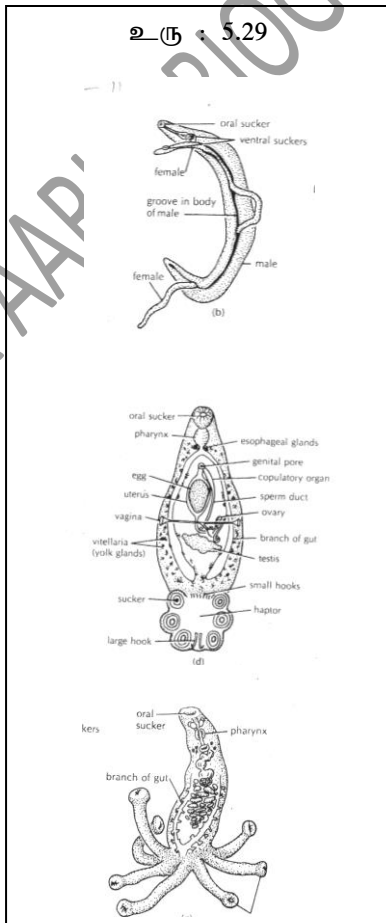 உரு : 5.29
oral sucker
ventral suckers
female
groove in body
of male
female
male
(b)
oral sucker
pharynx
esophageal glands
genital pore
egg
copulatory organ
uterus
sperm duct
ovary
vagina
vitellaria
(yolk glands)
branch of gut
testis
small hooks
sucker
haptor
large hook
(d)
oral
sucker
kers
pharynx
branch of gut